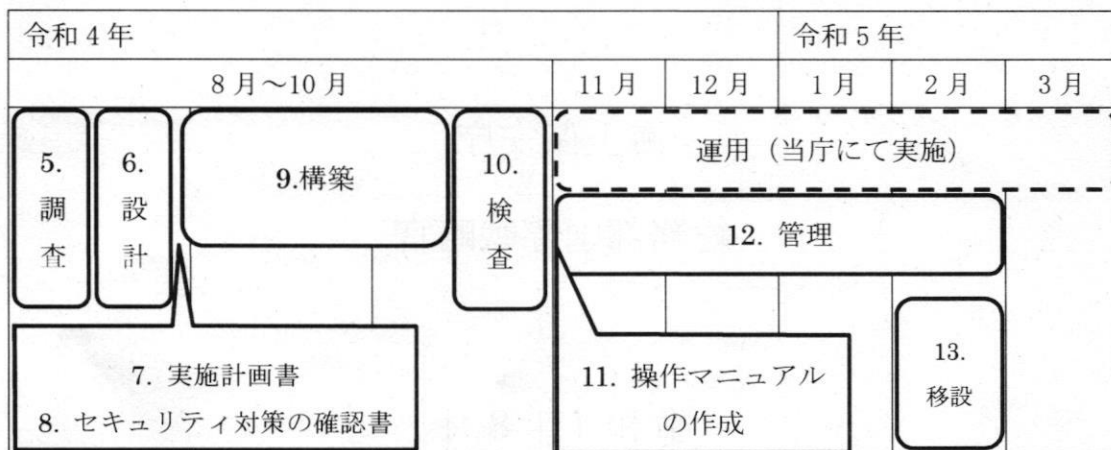 令和4年
令和5年
8月～10月
11月
12月
1月
2月
3月
5.
調
査
6.
設
計
9.構築
10.
検
査
運用（当庁にて実施）
12. 管理
7. 実施計画書
8. セキュリティ対策の確認書
11. 操作マニュアル
の作成
13.
移設